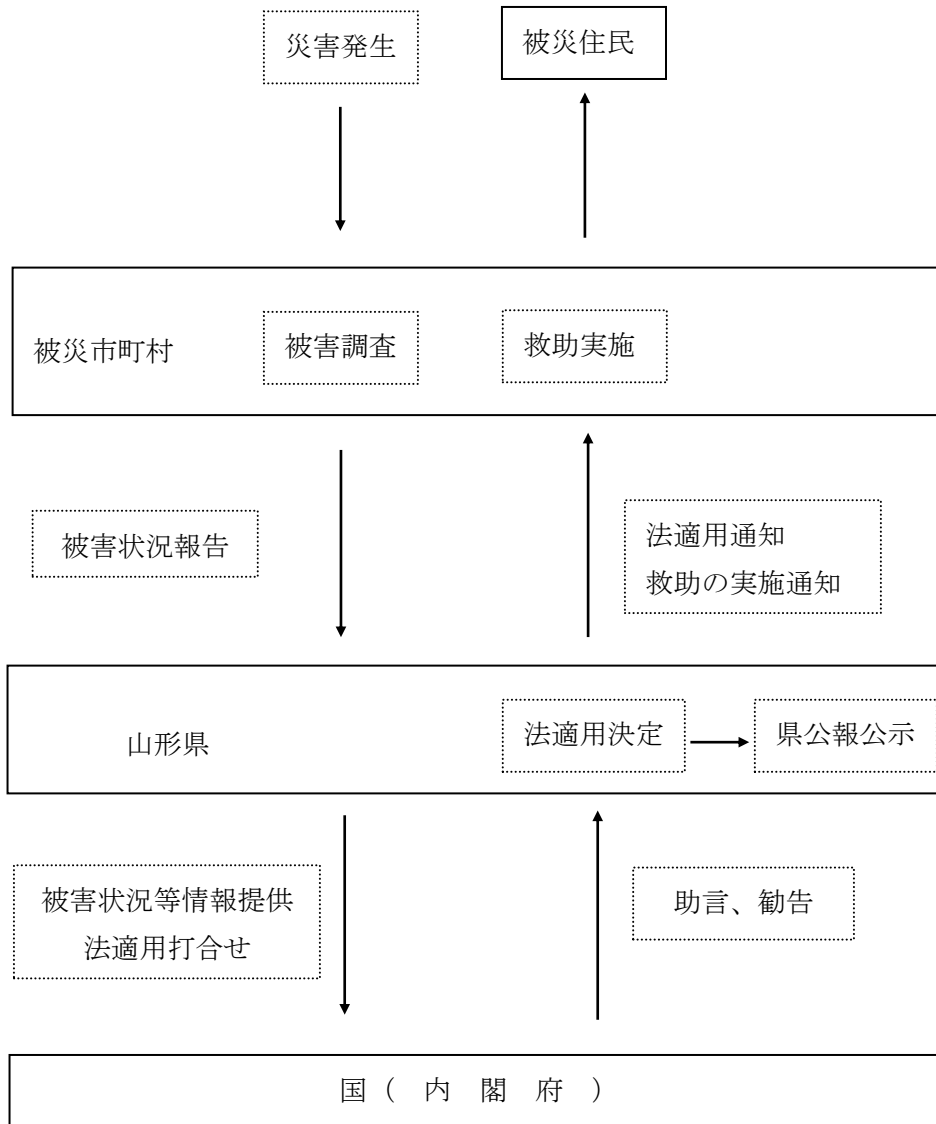 災害発生
被災住民
被災市町村
被害調査
救助実施
被害状況報告
法適用通知
救助の実施通知
山形県
法適用決定
県公報公示
被害状況等情報提供
法適用打合せ
助言、勧告
国（　内　閣　府　）